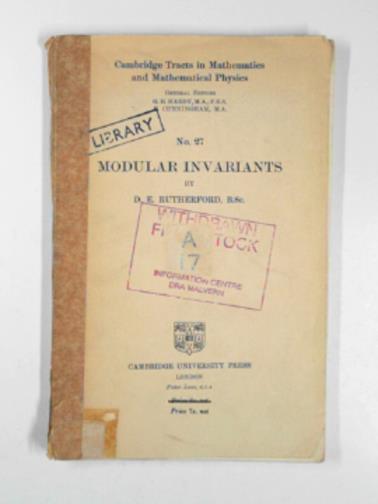 Cambridge Tracts in Mathematics
and Mathematical Physics
GENERAL EDITORS
G. H. HARDY, M.A., F.R.S.
E. CUNNINGHAM, M.A.
LIBRARY
No. 27
MODULAR INVARIANTS
BY
D. E. RUTHERFORD, B.Sc.
WITHDRAWN
FROM STOCK
A
17
INFORMATION CENTRE
DRA MALVERN
CAMBRIDGE UNIVERSITY PRESS
LONDON
Fetter Lane, E.C.4
Price 7s. net